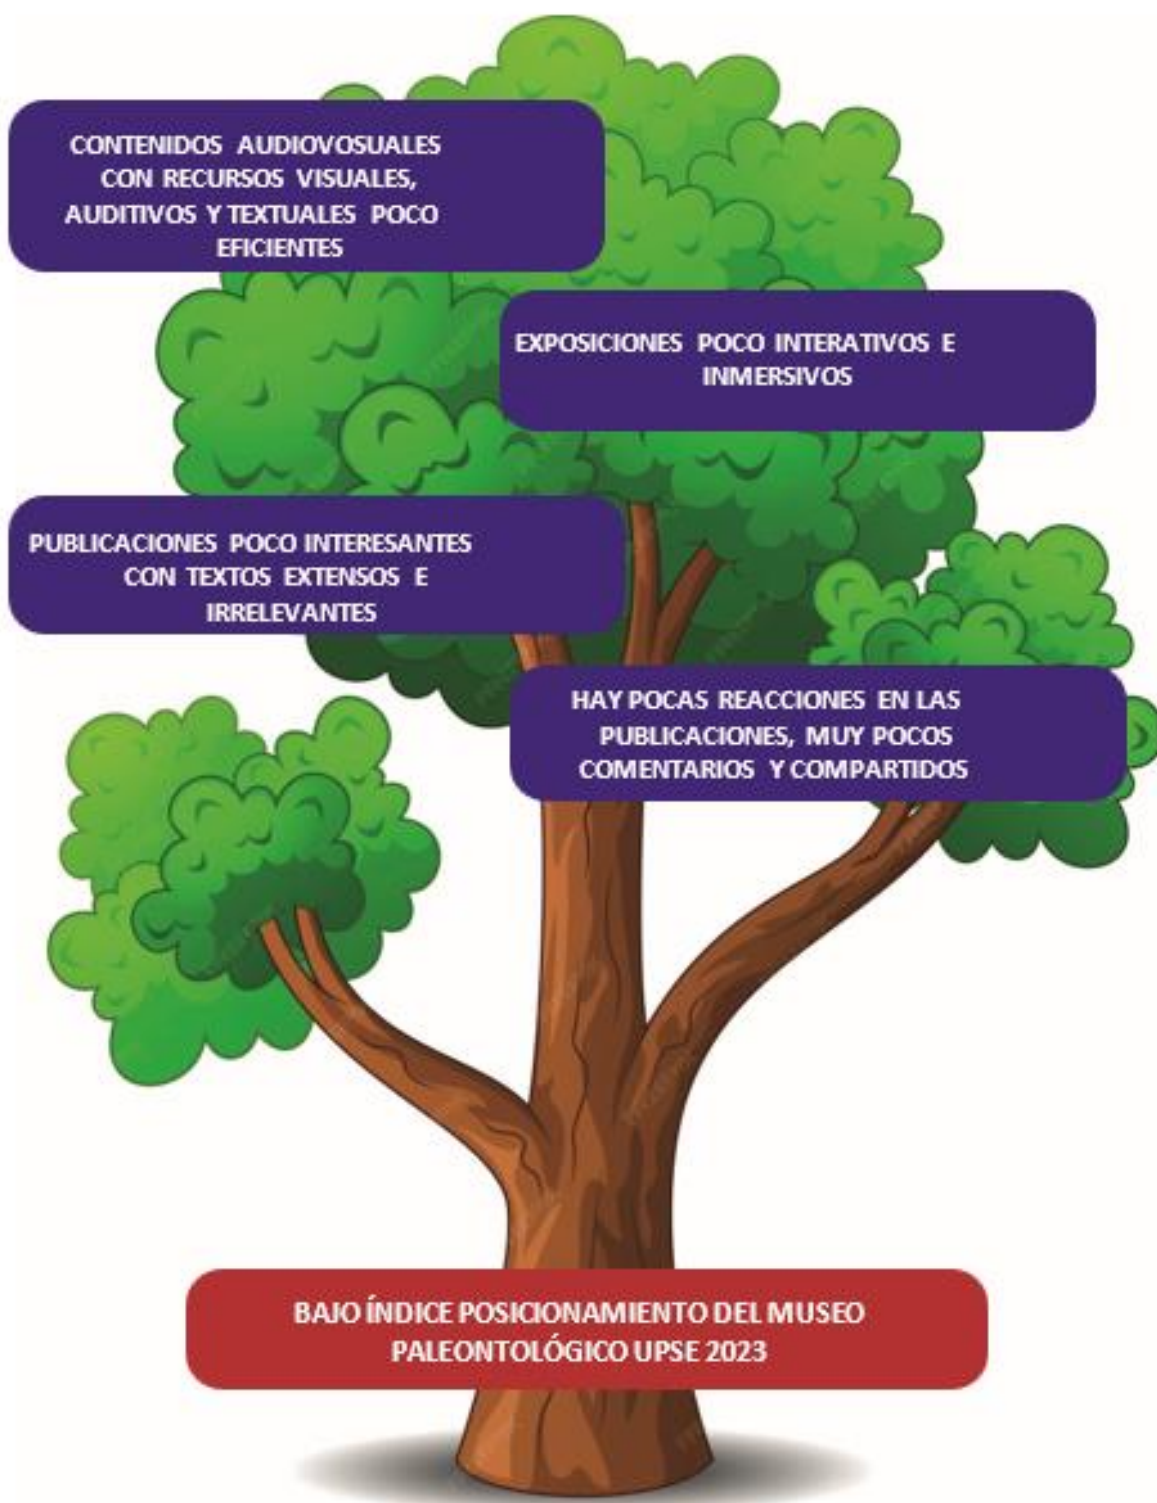 CONTENIDOS AUDIOVOSUALES
CON RECURSOS VISUALES,
AUDITIVOS Y TEXTUALES POCO
EFICIENTES
EXPOSICIONES POCO INTERATIVOS E
INMERSIVOS
PUBLICACIONES POCO INTERESANTES
CON TEXTOS EXTENSOS E
IRRELEVANTES
HAY POCAS REACCIONES EN LAS
PUBLICACIONES, MUY POCOS
COMENTARIOS Y COMPARTIDOS
BAJO ÍNDICE POSICIONAMIENTO DEL MUSEO
PALEONTOLÓGICO UPSE 2023